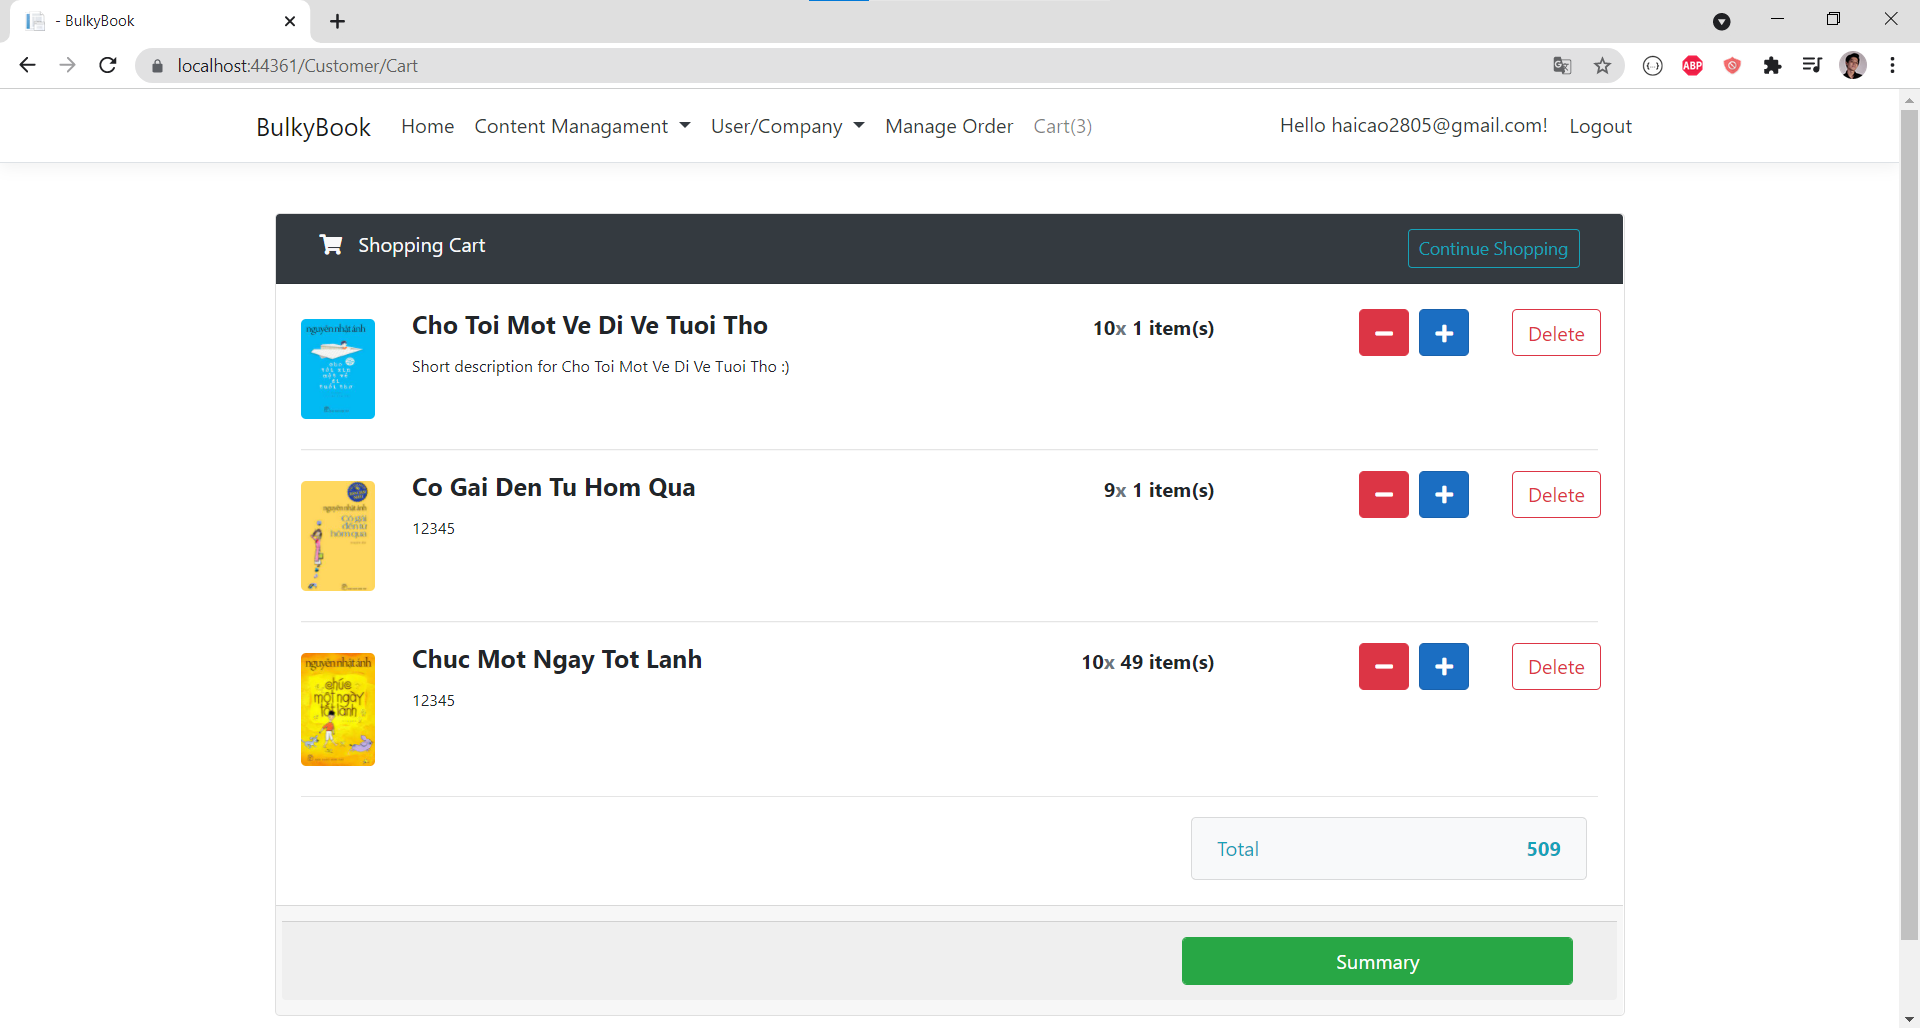 - BulkyBook
localhost:44361/Customer/Cart
ABP
BulkyBook Home Content Managament User/Company Manage Order Cart(3) Hello haicao2805@gmail.com! Logout
Shopping Cart Continue Shopping
nguyễn nhật ánh
Cho Toi Mot Ve Di Ve Tuoi Tho 10x 1 item(s) Delete
Short description for Cho Toi Mot Ve Di Ve Tuoi Tho :)
Co Gai Den Tu Hom Qua 9x 1 item(s) Delete
12345
nguyễn nhật ánh
Cô gái
đến từ
hôm qua
Chuc Mot Ngay Tot Lanh 10x 49 item(s) Delete
nguyễn nhật ánh
chúc
một ngày
tốt lành
12345
Total 509
Summary